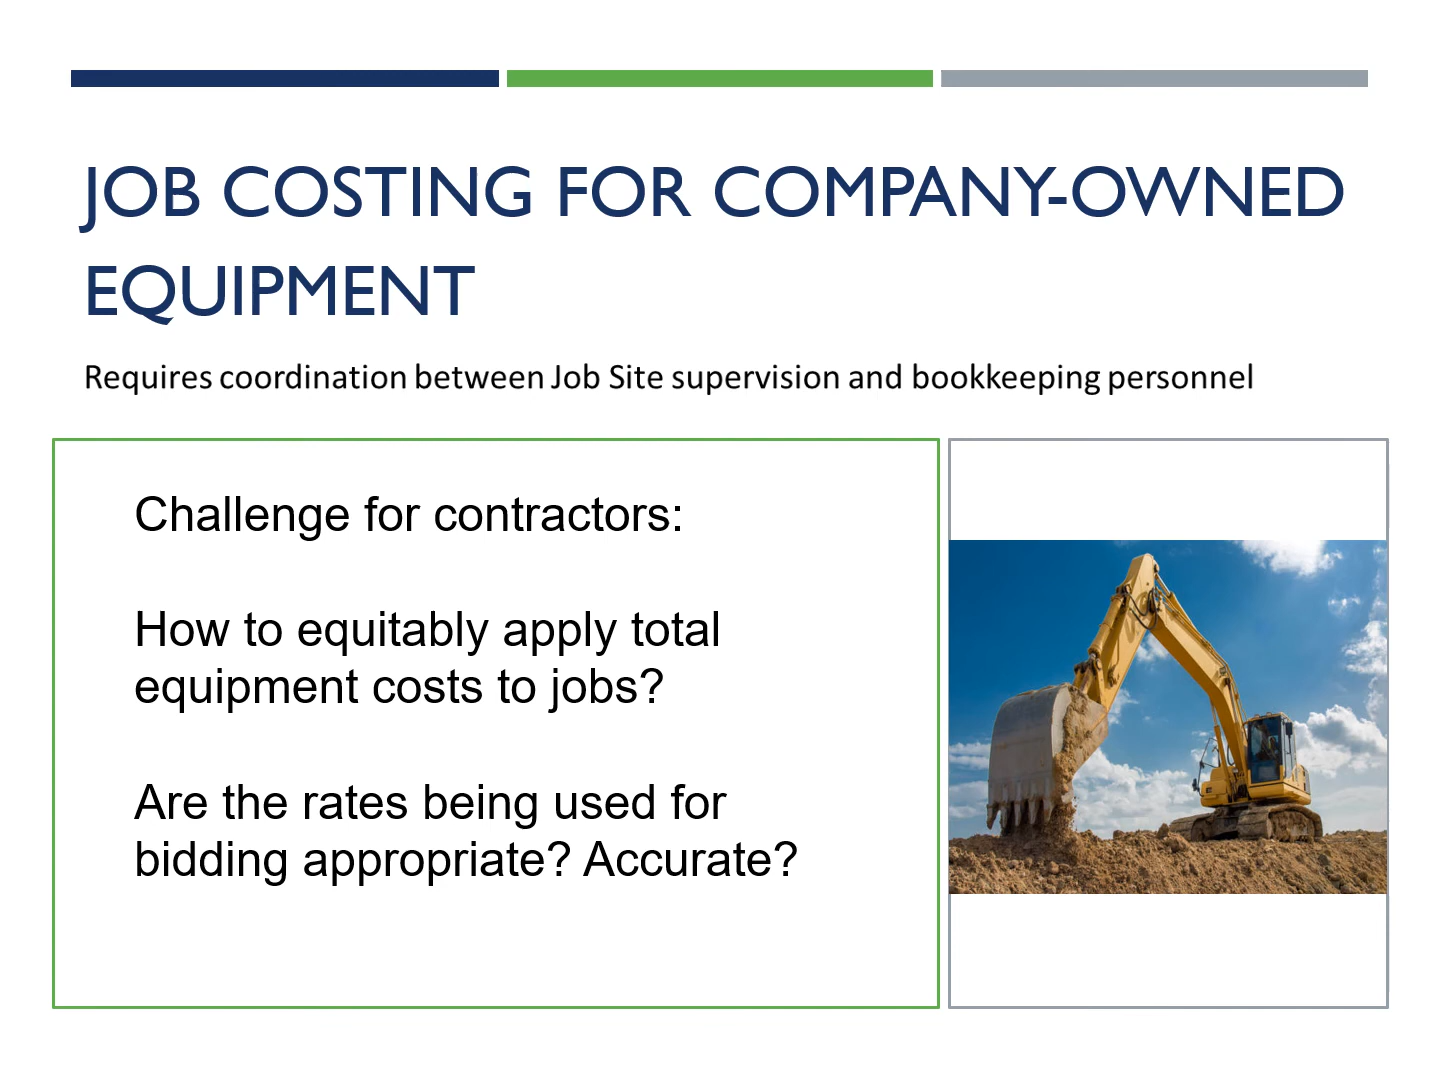 JOB COSTING FOR COMPANY-OWNED
EQUIPMENT
Requires coordination between Job Site supervision and bookkeeping personnel
Challenge for contractors:
How to equitably apply total
equipment costs to jobs?
Are the rates being used for
bidding appropriate? Accurate?